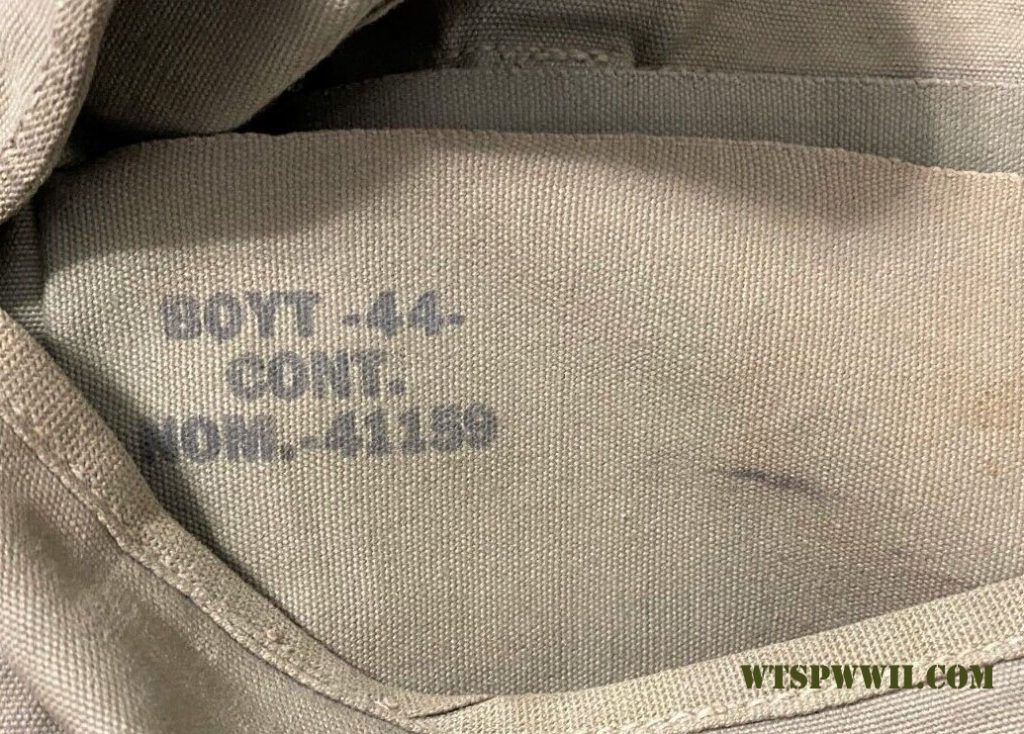 BOYT -44-
CONT.
NOM.-41159
WTSPWWII.COM